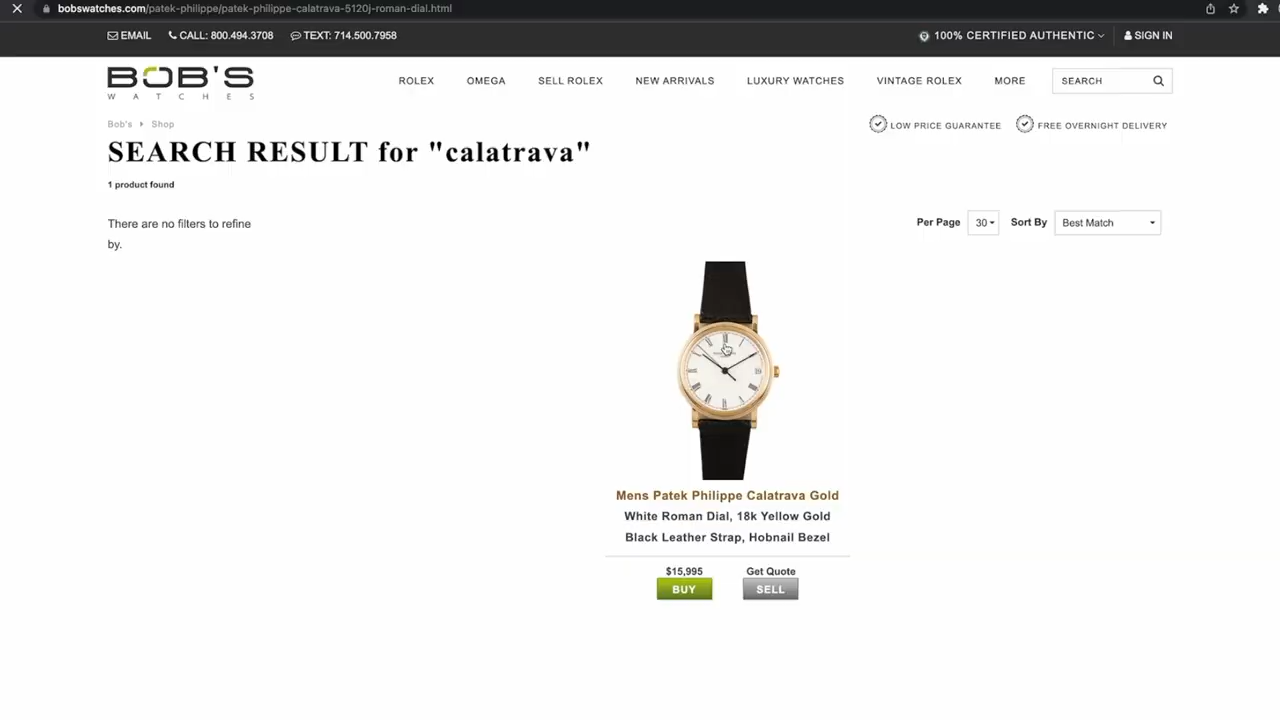 bobswatches.com/patek-philippe/patek-philippe-calatrava-5120j-roman-dial.html
EMAIL CALL: 800.494.3708 TEXT: 714.500.7958 100% CERTIFIED AUTHENTIC SIGN IN
BOB'S
WATCHES
ROLEX OMEGA SELL ROLEX NEW ARRIVALS LUXURY WATCHES VINTAGE ROLEX MORE SEARCH
Bob's Shop
LOW PRICE GUARANTEE FREE OVERNIGHT DELIVERY
SEARCH RESULT for "calatrava"
1 product found
There are no filters to refine
by.
Per Page 30 Sort By Best Match
Mens Patek Philippe Calatrava Gold
White Roman Dial, 18k Yellow Gold
Black Leather Strap, Hobnail Bezel
$15,995 Get Quote
BUY SELL